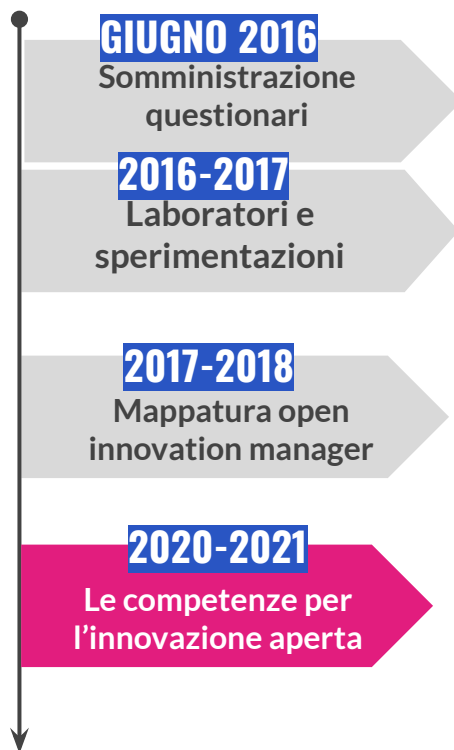 GIUGNO 2016
Somministrazione
questionari
2016-2017
Laboratori e
sperimentazioni
2017-2018
Mappatura open
innovation manager
2020-2021
Le competenze per
l’innovazione aperta